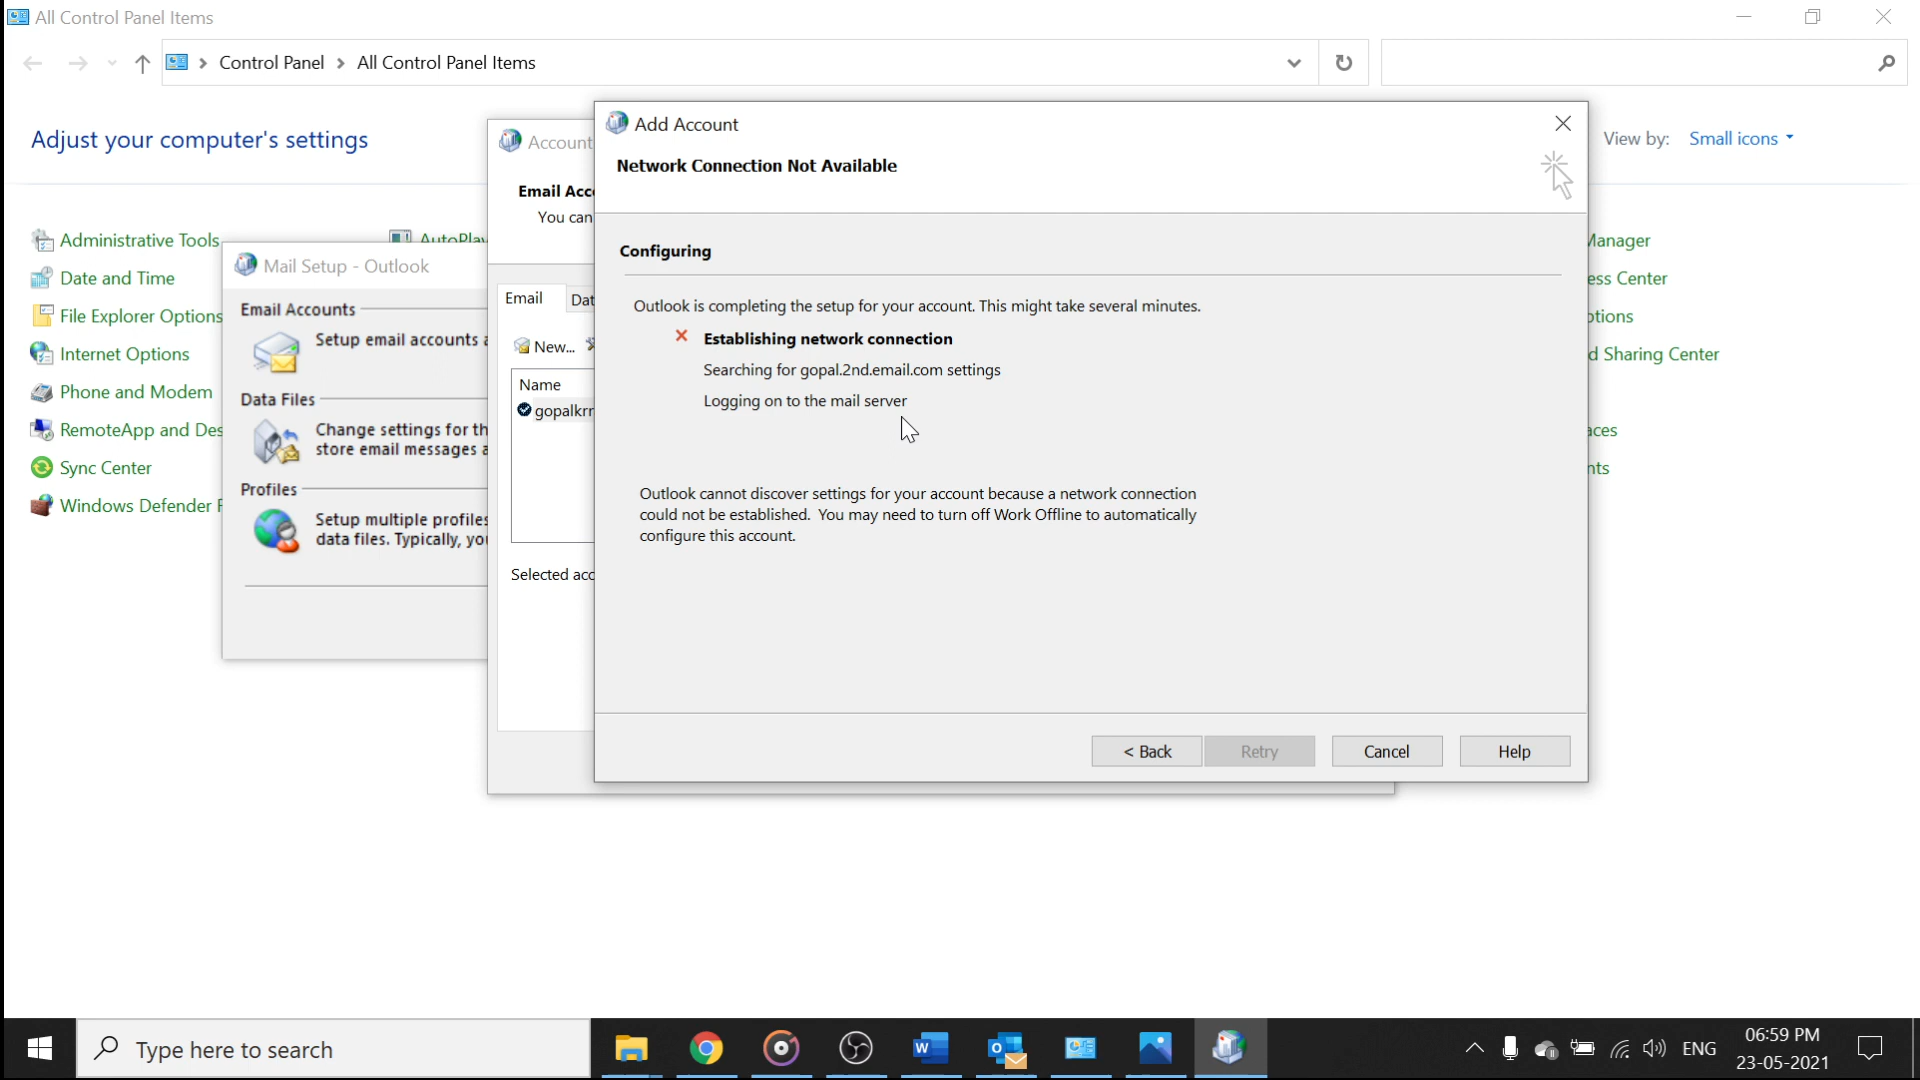 All Control Panel Items
Control Panel > All Control Panel Items
Adjust your computer's settings
View by: Small icons
Administrative Tools
Date and Time
File Explorer Options
Internet Options
Phone and Modem
RemoteApp and Des
Sync Center
Windows Defender F
AutoPlay
Manager
ess Center
ptions
d Sharing Center
aces
nts
Mail Setup - Outlook
Email Accounts
Setup email accounts a
Data Files
Change settings for th
store email messages a
Profiles
Setup multiple profiles
data files. Typically, you
Account
Email Acco
You can
Email
Dat
New...
Name
gopalkrr
Selected acc
Add Account
Network Connection Not Available
Configuring
Outlook is completing the setup for your account. This might take several minutes.
Establishing network connection
Searching for gopal.2nd.email.com settings
Logging on to the mail server
Outlook cannot discover settings for your account because a network connection
could not be established. You may need to turn off Work Offline to automatically
configure this account.
< Back
Retry
Cancel
Help
Type here to search
ENG
06:59 PM
23-05-2021